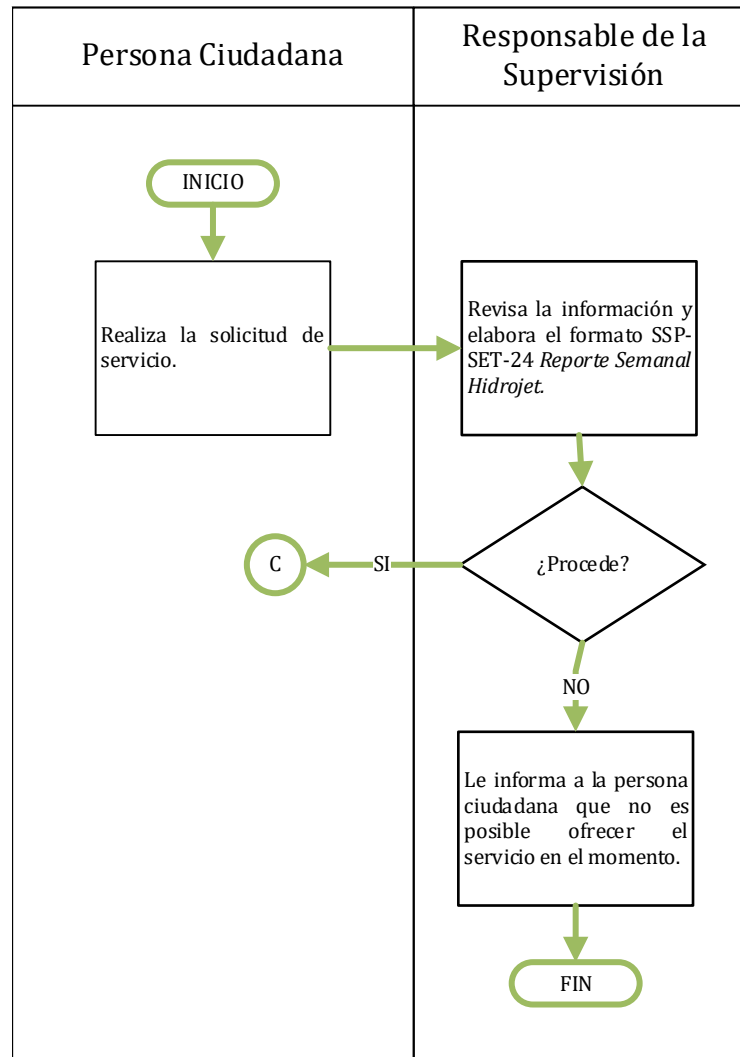 Persona Ciudadana
Responsable de la
Supervisión
INICIO
Realiza la solicitud de
servicio.
Revisa la información y
elabora el formato SSP-
SET-24 Reporte Semanal
Hidrojet.
¿Procede?
SI
C
NO
Le informa a la persona
ciudadana que no es
posible ofrecer el
servicio en el momento.
FIN